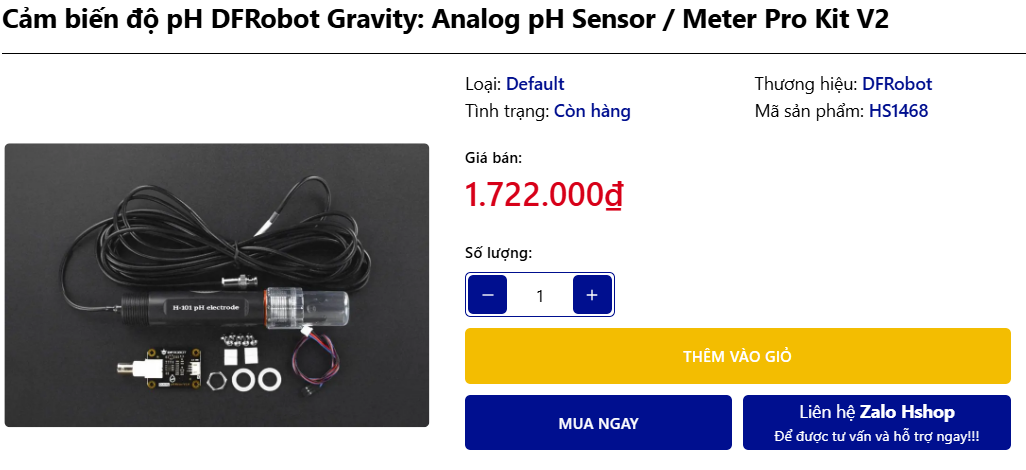 Cảm biến độ pH DFRobot Gravity: Analog pH Sensor / Meter Pro Kit V2
Loại: Default
Thương hiệu: DFRobot
Tình trạng: Còn hàng
Mã sản phẩm: HS1468
Giá bán:
1.722.000₫
H-101 pH electrode
Số lượng:
− 1 +
THÊM VÀO GIỎ
MUA NGAY
Liên hệ Zalo Hshop
Để được tư vấn và hỗ trợ ngay!!!